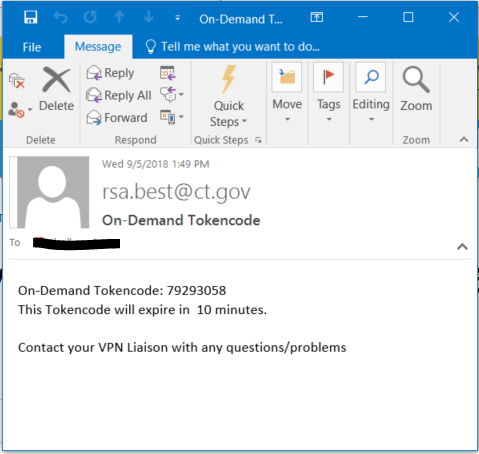 On-Demand T...
File
Message
Tell me what you want to do...
Reply
Reply All
Forward
Delete
Quick
Steps
Move
Tags
Editing
Zoom
Delete
Respond
Quick Steps
Zoom
Wed 9/5/2018 1:49 PM
rsa.best@ct.gov
On-Demand Tokencode
To
On-Demand Tokencode: 79293058
This Tokencode will expire in  10 minutes.
Contact your VPN Liaison with any questions/problems